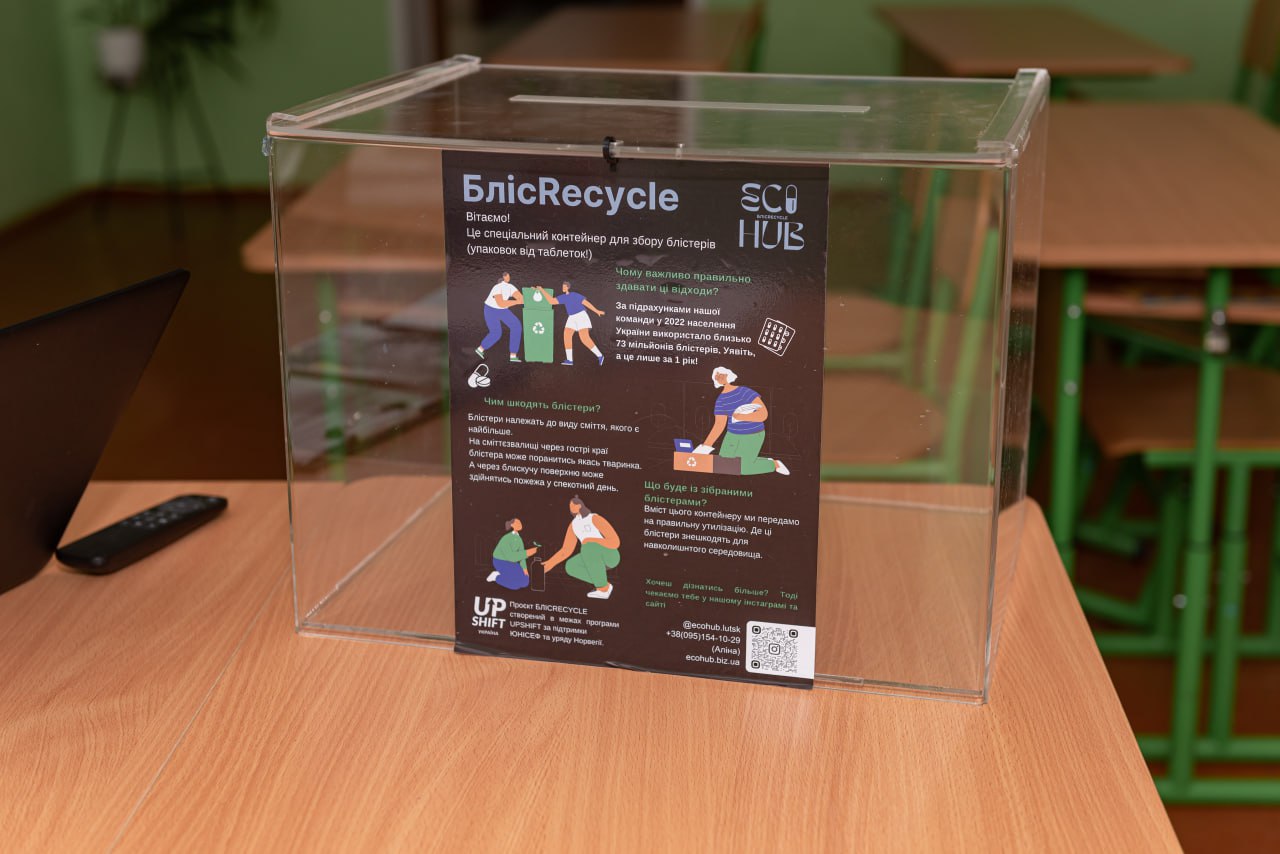 БлісRecycle
ECO
БЛІСRECYCLE
HUB
Вітаємо!
Це спеціальний контейнер для збору блістерів
(упаковок від таблеток!)
Чому важливо правильно
здавати ці відходи?
За підрахунками нашої
команди у 2022 населення
України використало близько
73 мільйонів блістерів. Уявіть,
а це лише за 1 рік!
Чим шкодять блістери?
Блістери належать до виду сміття, якого є
найбільше.
На сміттєзвалищі через гострі краї
блістера може поранитись якась тваринка.
А через блискучу поверхню може
здійнятись пожежа у спекотний день.
Що буде із зібраними
блістерами?
Вміст цього контейнеру ми передамо
на правильну утилізацію. Де ці
блістери знешкодять для
навколишнього середовища.
Хочеш дізнатись більше? Тоді
чекаємо тебе у нашому інстаграмі та
сайті
UP
SHIFT
УКРАЇНА
Проєкт БЛІСRECYCLE
створений в межах програми
UPSHIFT за підтримки
ЮНІСЕФ та уряду Норвегії.
@ecohub.lutsk
+38(095)154-10-29
(Аліна)
ecohub.biz.ua